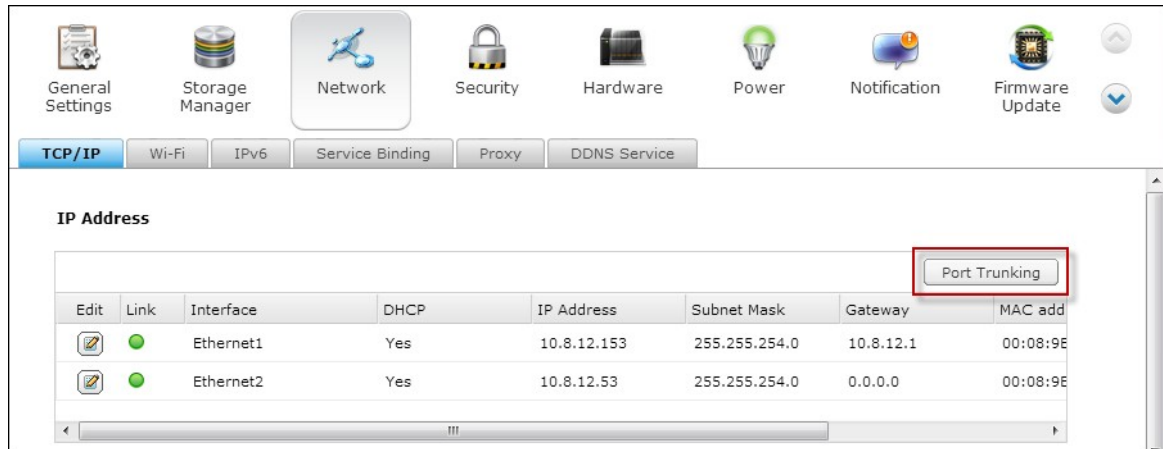 General Settings
Storage Manager
Network
Security
Hardware
Power
Notification
Firmware Update
TCP/IP Wi-Fi IPv6 Service Binding Proxy DDNS Service
IP Address
Port Trunking
Edit Link Interface DHCP IP Address Subnet Mask Gateway MAC add
Ethernet1 Yes 10.8.12.153 255.255.254.0 10.8.12.1 00:08:9E
Ethernet2 Yes 10.8.12.53 255.255.254.0 0.0.0.0 00:08:9E